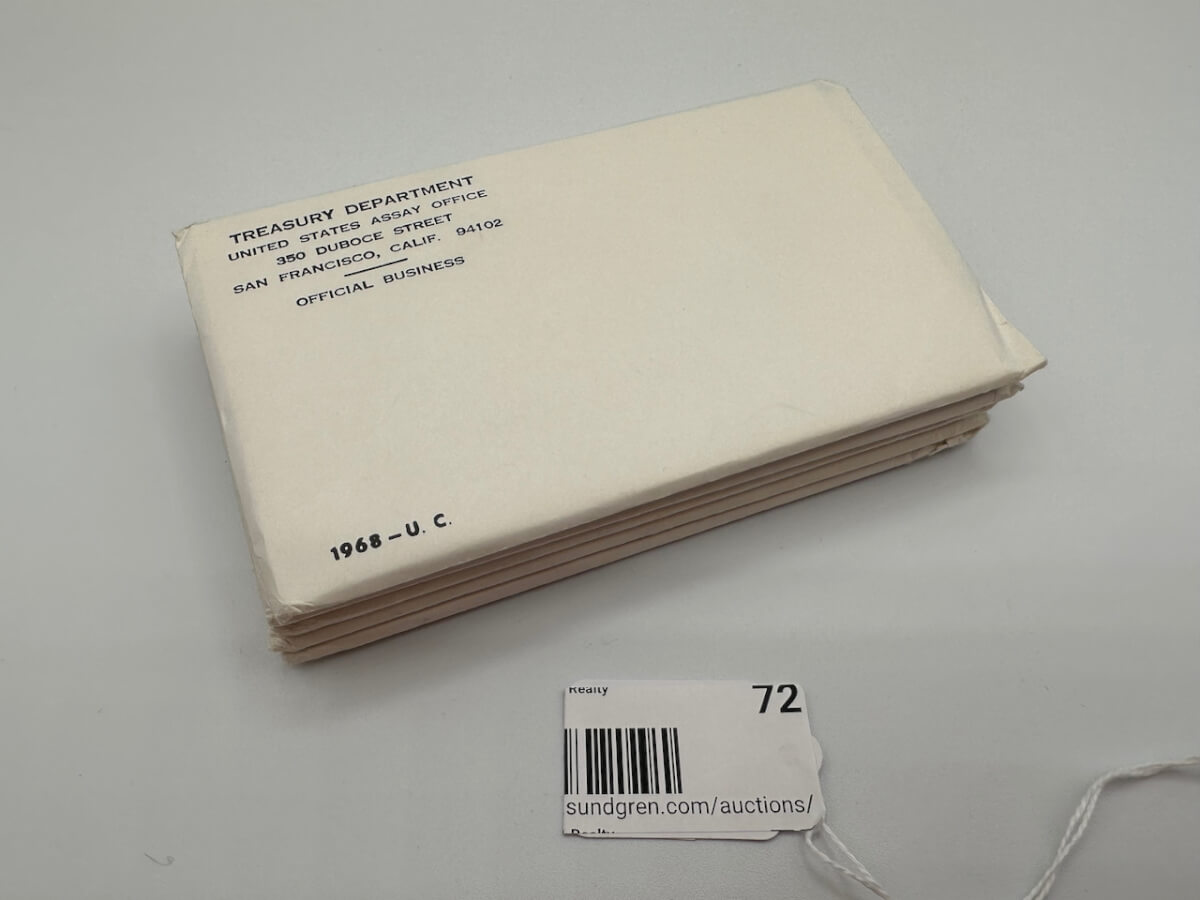 TREASURY DEPARTMENT
UNITED STATES ASSAY OFFICE
350 DUBOCE STREET
SAN FRANCISCO, CALIF. 94102
OFFICIAL BUSINESS
1968 – U. C.
Realty
72
sundgren.com/auctions/
Realty